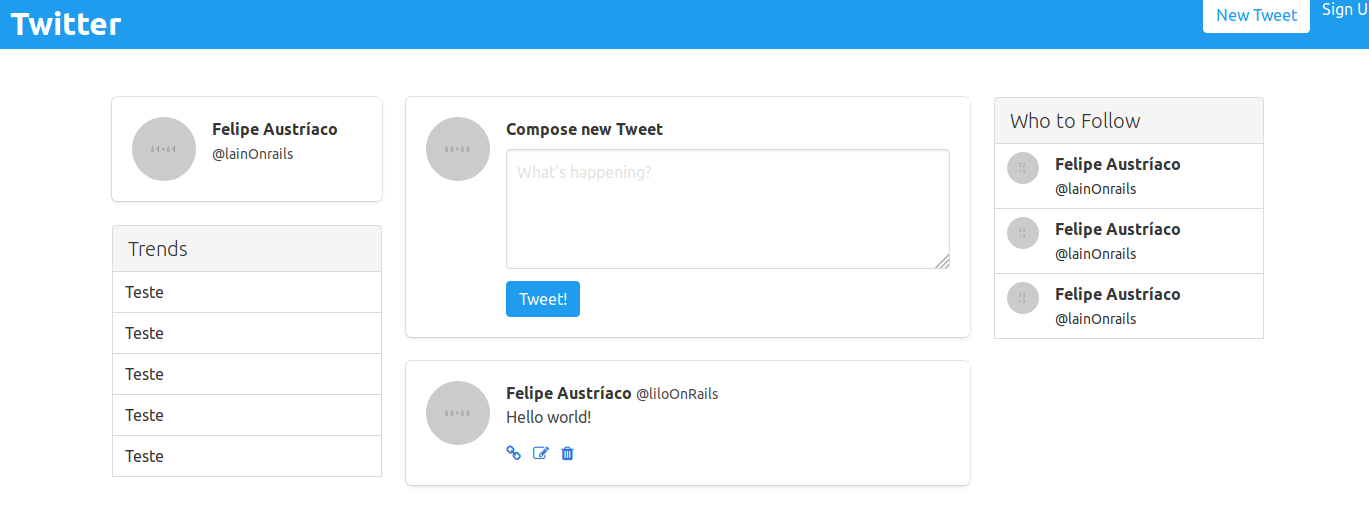 Twitter
New Tweet
Sign U
64×64
Felipe Austríaco
@lainOnrails
Trends
Teste
Teste
Teste
Teste
Teste
64×64
Compose new Tweet
What's happening?
Tweet!
64×64
Felipe Austríaco @liloOnRails
Hello world!
Who to Follow
Felipe Austríaco
@lainOnrails
Felipe Austríaco
@lainOnrails
Felipe Austríaco
@lainOnrails